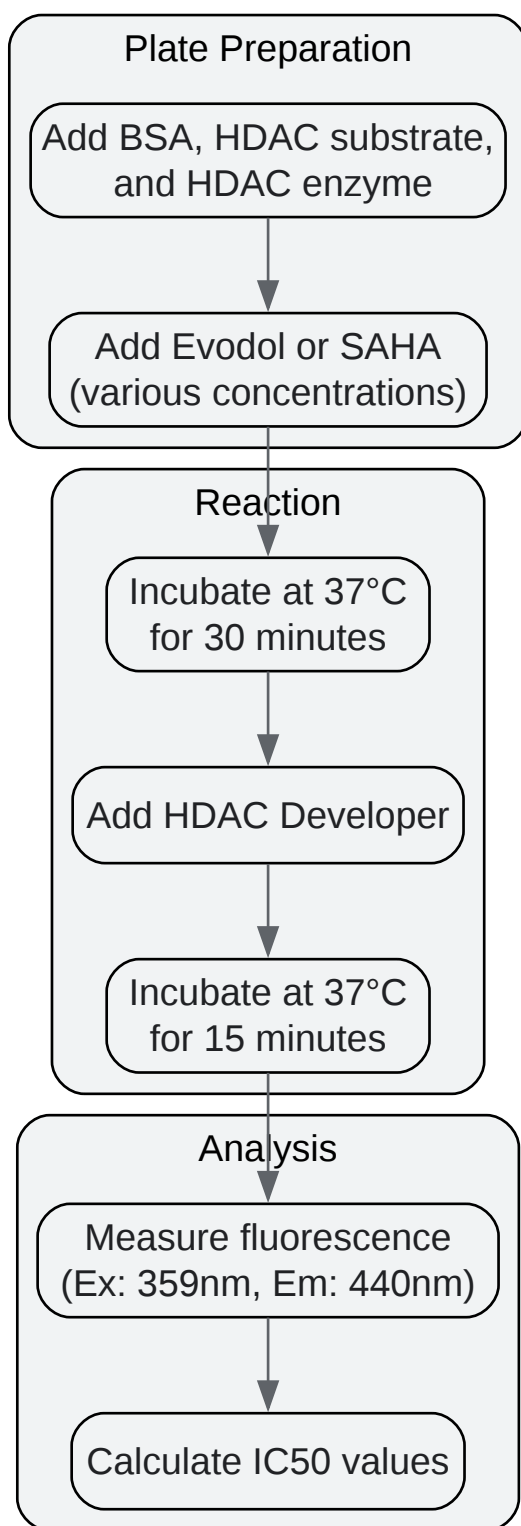 Plate Preparation
Add BSA, HDAC substrate,
and HDAC enzyme
Add Evodol or SAHA
(various concentrations)
Reaction
Incubate at 37°C
for 30 minutes
Add HDAC Developer
Incubate at 37°C
for 15 minutes
Analysis
Measure fluorescence
(Ex: 359nm, Em: 440nm)
Calculate IC50 values